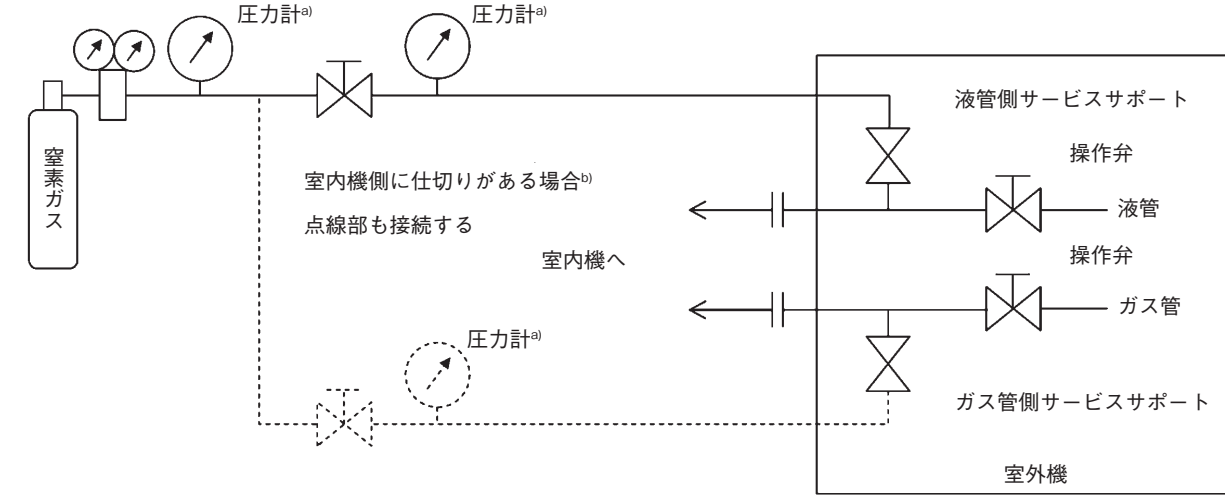 圧力計a)
圧力計a)
液管側サービスサポート
窒素ガス
操作弁
室内機側に仕切りがある場合b)
点線部も接続する
液管
室内機へ
操作弁
ガス管
圧力計a)
ガス管側サービスサポート
室外機